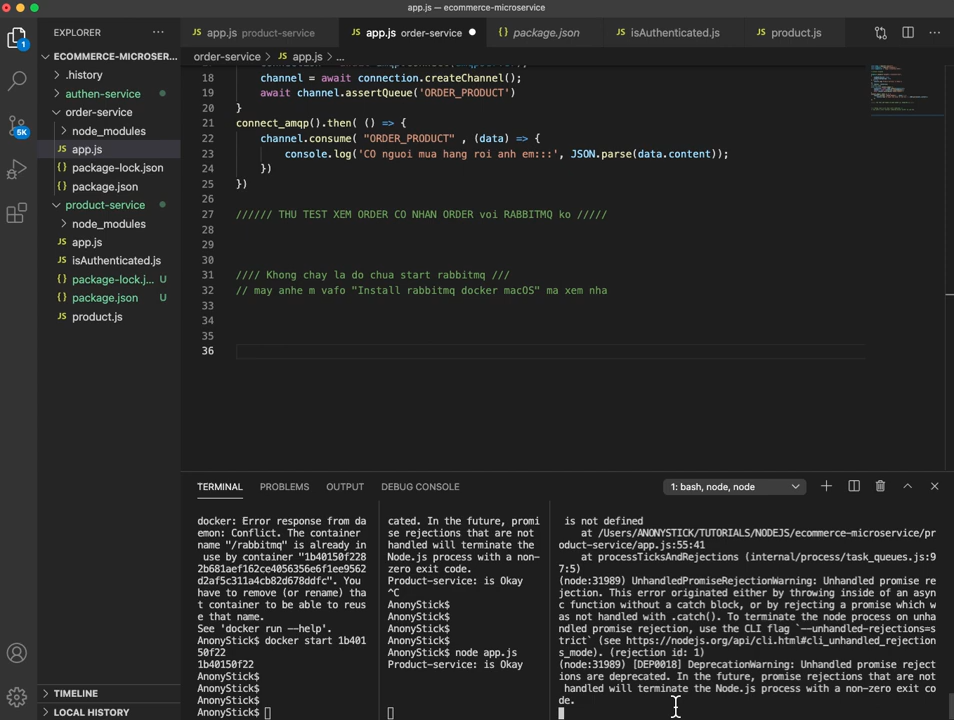 app.js — ecommerce-microservice
EXPLORER
app.js product-service
app.js order-service
package.json
isAuthenticated.js
product.js
ECOMMERCE-MICROSER...
.history
authen-service
order-service
node_modules
app.js
package-lock.json
package.json
product-service
node_modules
app.js
isAuthenticated.js
package-lock.j... U
package.json U
product.js
TIMELINE
LOCAL HISTORY
1
5K
order-service > JS app.js > ...
18 channel = await connection.createChannel();
19 await channel.assertQueue('ORDER_PRODUCT')
20 }
21 connect_amqp().then( () => {
22 channel.consume( "ORDER_PRODUCT" , (data) => {
23 console.log('CO nguoi mua hang roi anh em:::', JSON.parse(data.content));
24 })
25 })
26
27 ////// THU TEST XEM ORDER CO NHAN ORDER voi RABBITMQ ko /////
28
29
30
31 //// Khong chay la do chua start rabbitmq ///
32 // may anhe m vafo "Install rabbitmq docker macOS" ma xem nha
33
34
35
36
TERMINAL
PROBLEMS
OUTPUT
DEBUG CONSOLE
1: bash, node, node
docker: Error response from da
emon: Conflict. The container
name "/rabbitmq" is already in
use by container "1b40150f228
2b681aef162ce4056356e6f1ee9562
d2af5c311a4cb82d678ddfc". You
have to remove (or rename) tha
t container to be able to reus
e that name.
See 'docker run --help'.
AnonyStick$ docker start 1b401
50f22
1b40150f22
AnonyStick$
AnonyStick$
AnonyStick$
AnonyStick$
cated. In the future, promi
se rejections that are not
handled will terminate the
Node.js process with a non-
zero exit code.
Product-service: is Okay
^C
AnonyStick$
AnonyStick$
AnonyStick$
AnonyStick$
AnonyStick$ node app.js
Product-service: is Okay
is not defined
at /Users/ANONYSTICK/TUTORIALS/NODEJS/ecommerce-microservice/pr
oduct-service/app.js:55:41
at processTicksAndRejections (internal/process/task_queues.js:9
7:5)
(node:31989) UnhandledPromiseRejectionWarning: Unhandled promise re
jection. This error originated either by throwing inside of an asyn
c function without a catch block, or by rejecting a promise which w
as not handled with .catch(). To terminate the node process on unha
ndled promise rejection, use the CLI flag `--unhandled-rejections=s
trict` (see https://nodejs.org/api/cli.html#cli_unhandled_rejection
s_mode). (rejection id: 1)
(node:31989) [DEP0018] DeprecationWarning: Unhandled promise reject
ions are deprecated. In the future, promise rejections that are not
handled will terminate the Node.js process with a non-zero exit co
de.